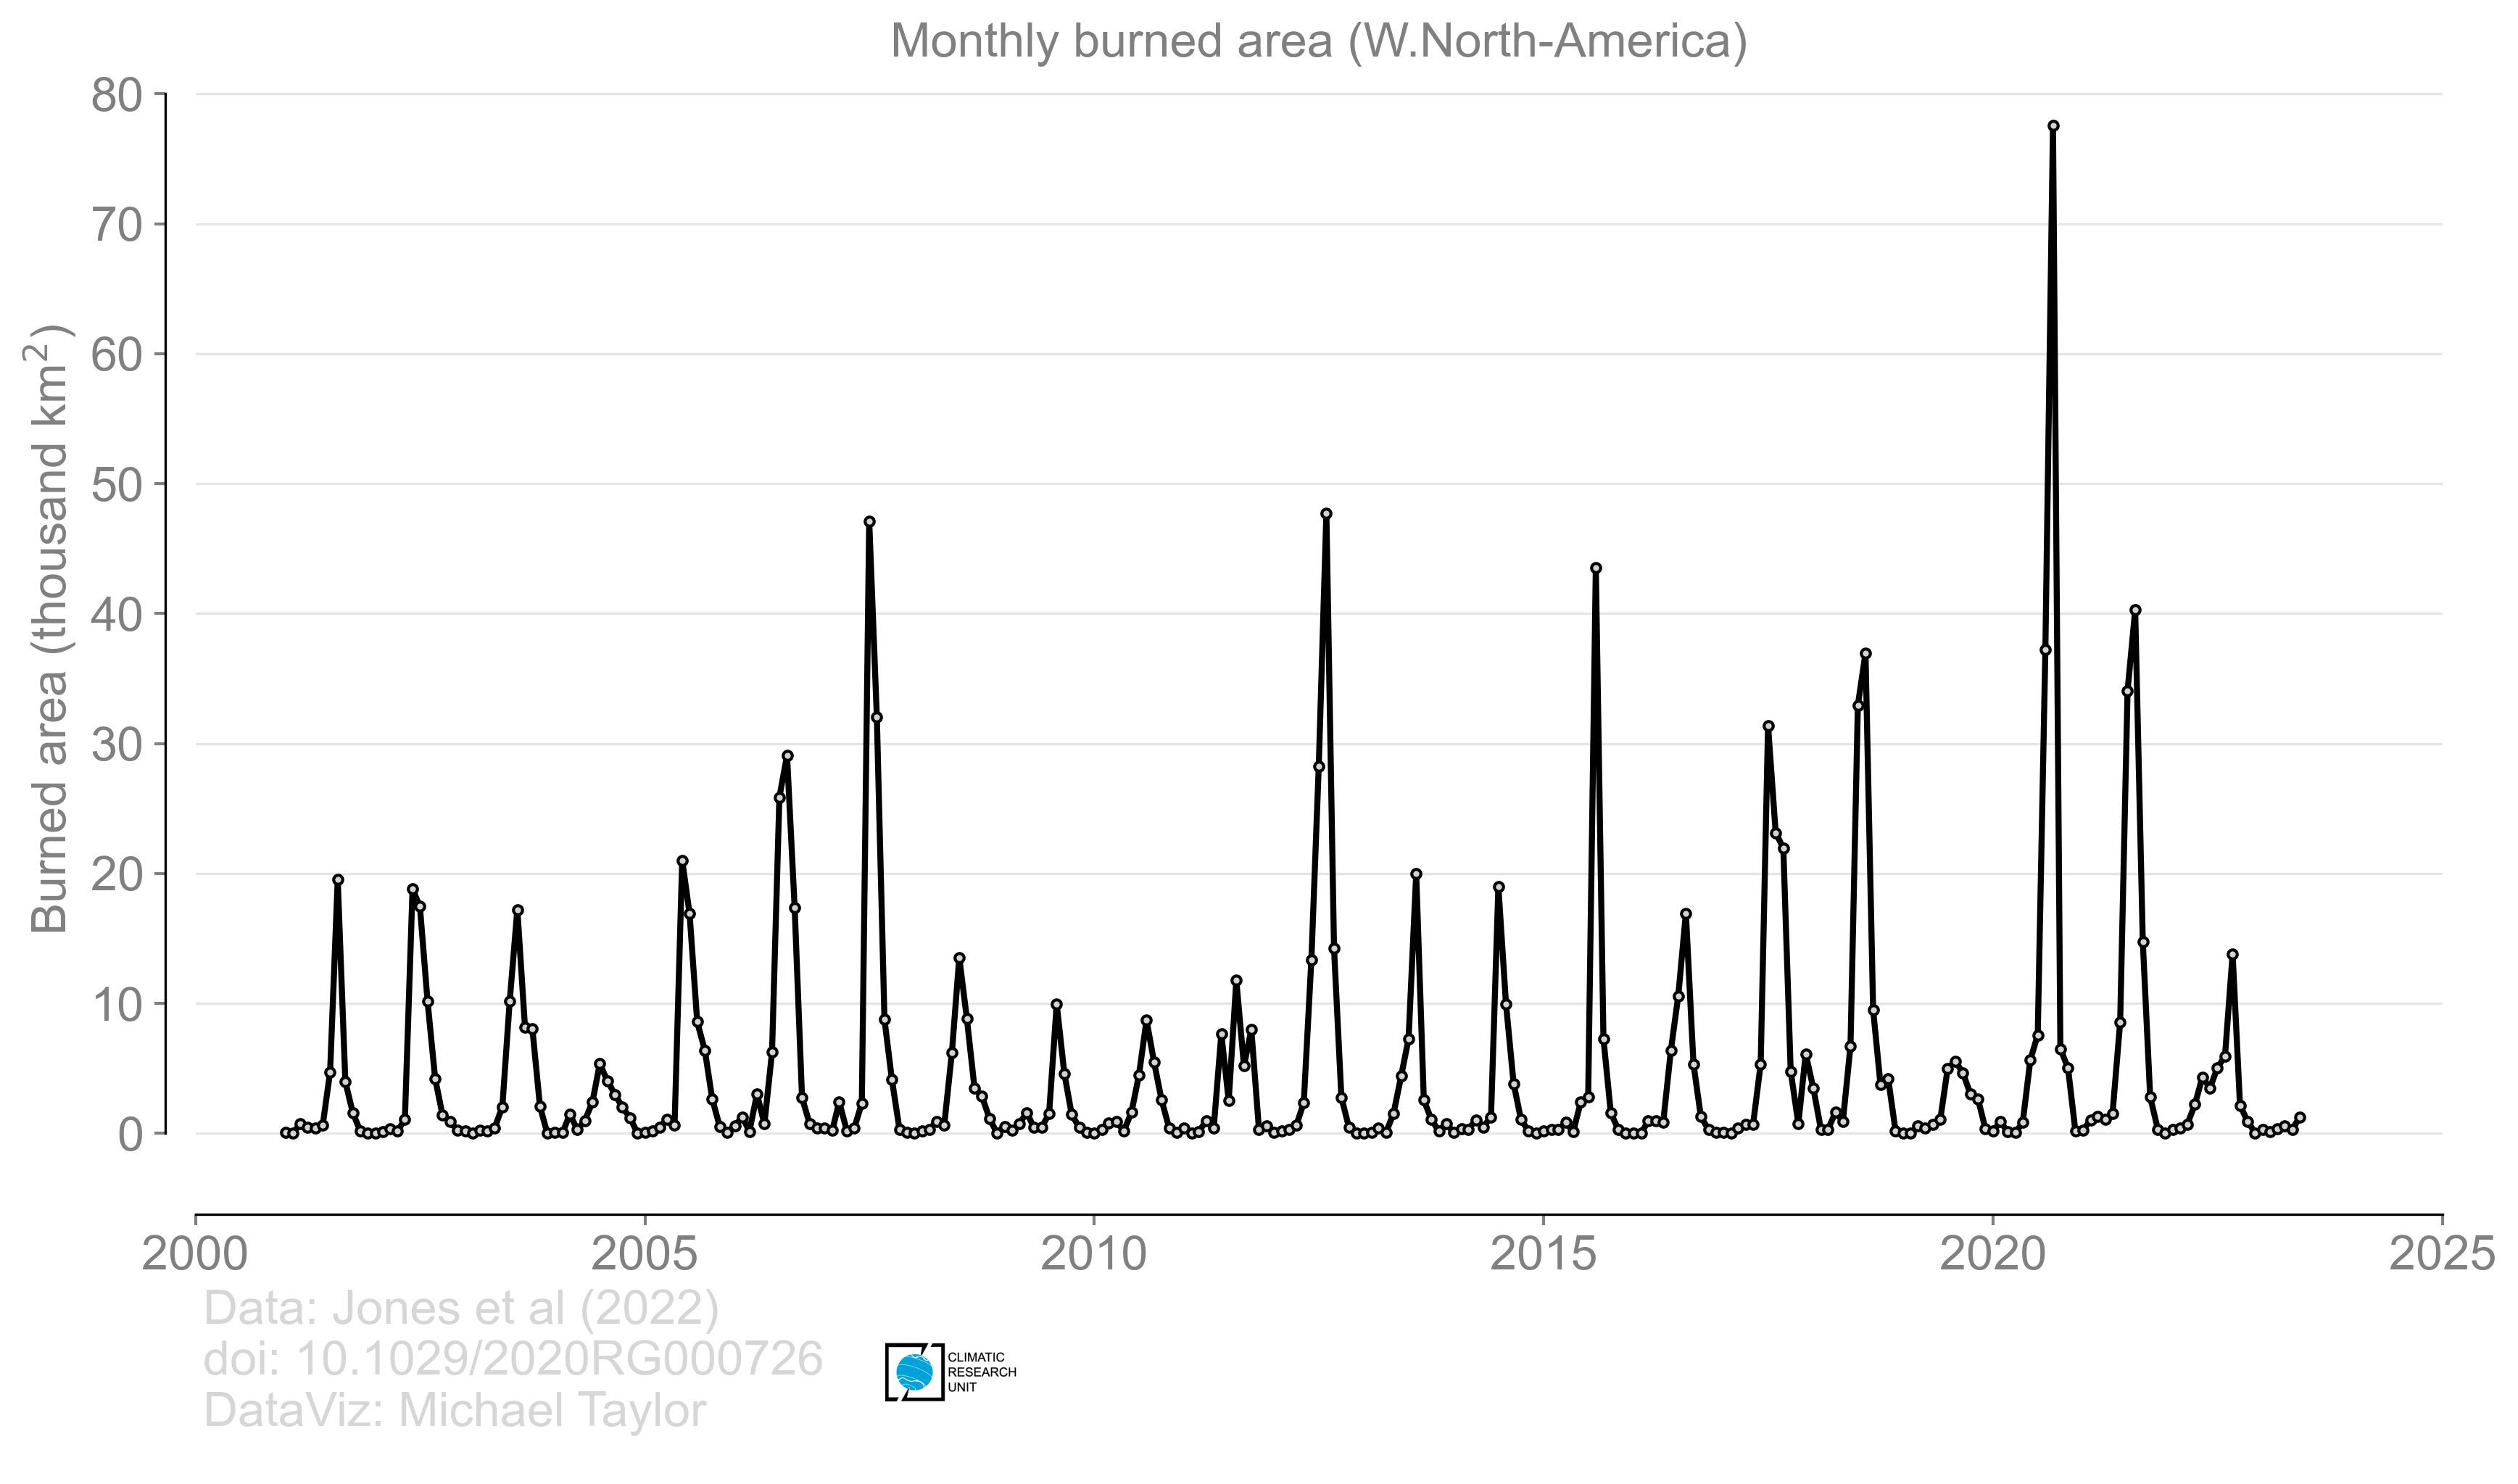 Monthly burned area (W.North-America)
Burned area (thousand km²)
80
70
60
50
40
30
20
10
0
2000 2005 2010 2015 2020 2025
Data: Jones et al (2022)
doi: 10.1029/2020RG000726
DataViz: Michael Taylor
CLIMATIC
RESEARCH
UNIT